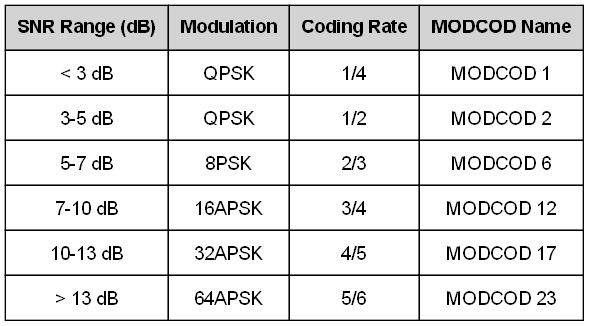 SNR Range (dB) Modulation Coding Rate MODCOD Name
< 3 dB QPSK 1/4 MODCOD 1
3-5 dB QPSK 1/2 MODCOD 2
5-7 dB 8PSK 2/3 MODCOD 6
7-10 dB 16APSK 3/4 MODCOD 12
10-13 dB 32APSK 4/5 MODCOD 17
> 13 dB 64APSK 5/6 MODCOD 23